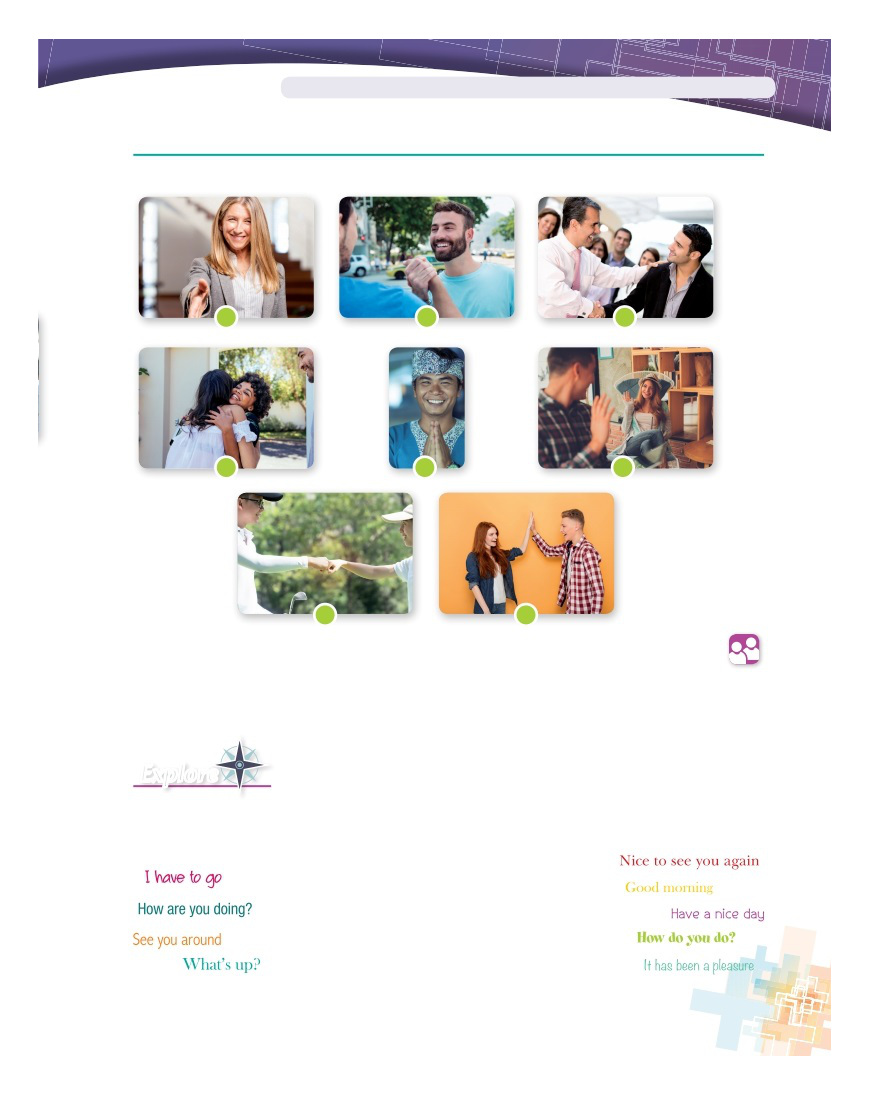 Explore
I have to go
How are you doing?
See you around
What's up?
Nice to see you again
Good morning
Have a nice day
How do you do?
It has been a pleasure